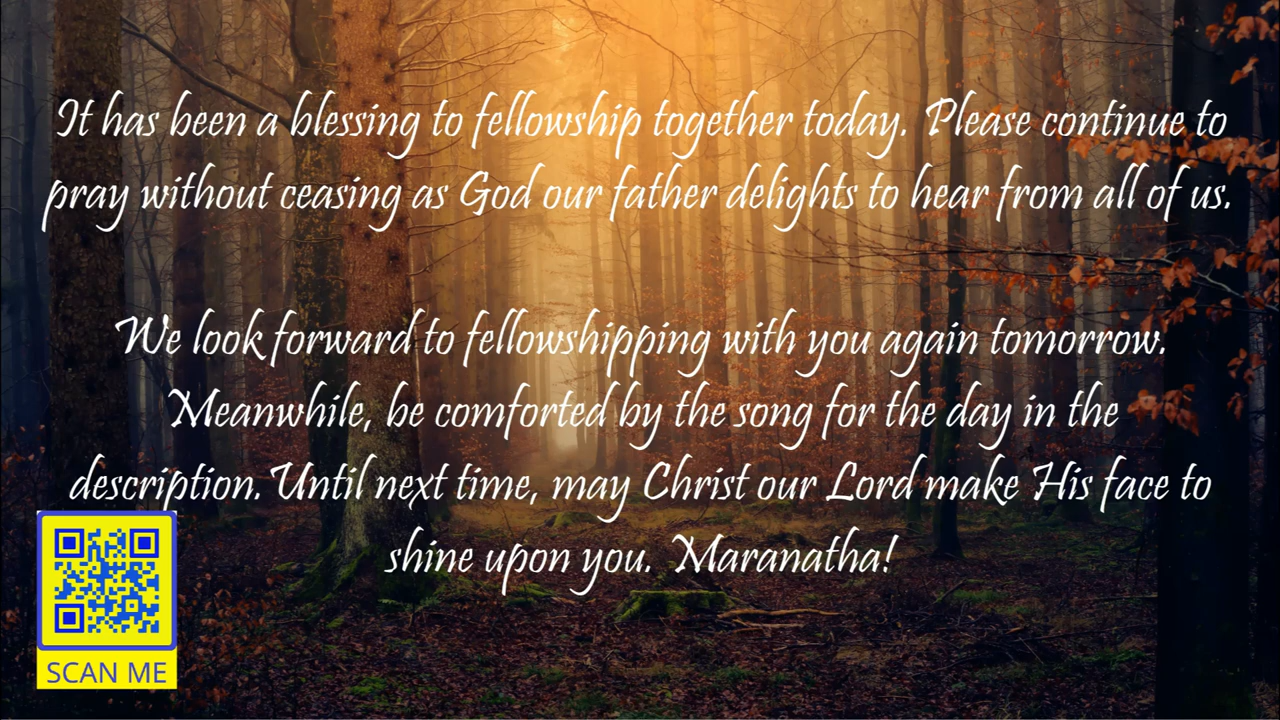 It has been a blessing to fellowship together today. Please continue to
pray without ceasing as God our father delights to hear from all of us.
We look forward to fellowshipping with you again tomorrow.
Meanwhile, be comforted by the song for the day in the
description. Until next time, may Christ our Lord make His face to
shine upon you. Maranatha!
SCAN ME